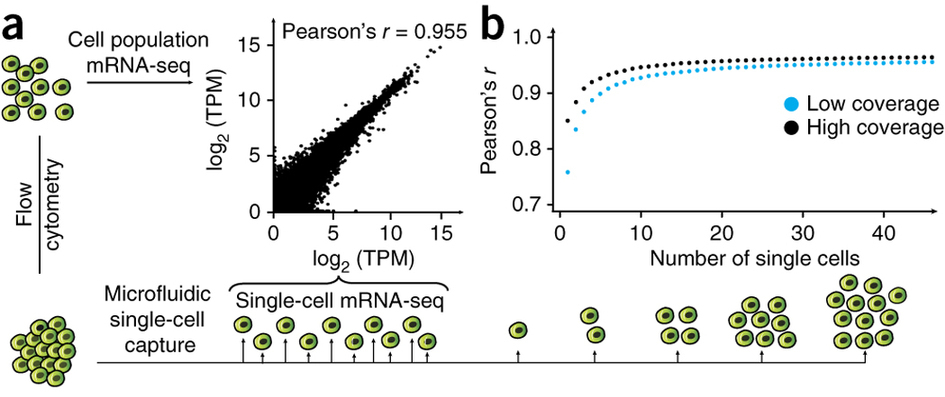 a
Cell population
mRNA-seq
Flow
cytometry
Microfluidic
single-cell
capture
Pearson's r = 0.955
log2 (TPM)
15
10
5
0
0 5 10 15
log2 (TPM)
Single-cell mRNA-seq
b
Pearson's r
1.0
0.9
0.8
0.7
Low coverage
High coverage
0 10 20 30 40
Number of single cells